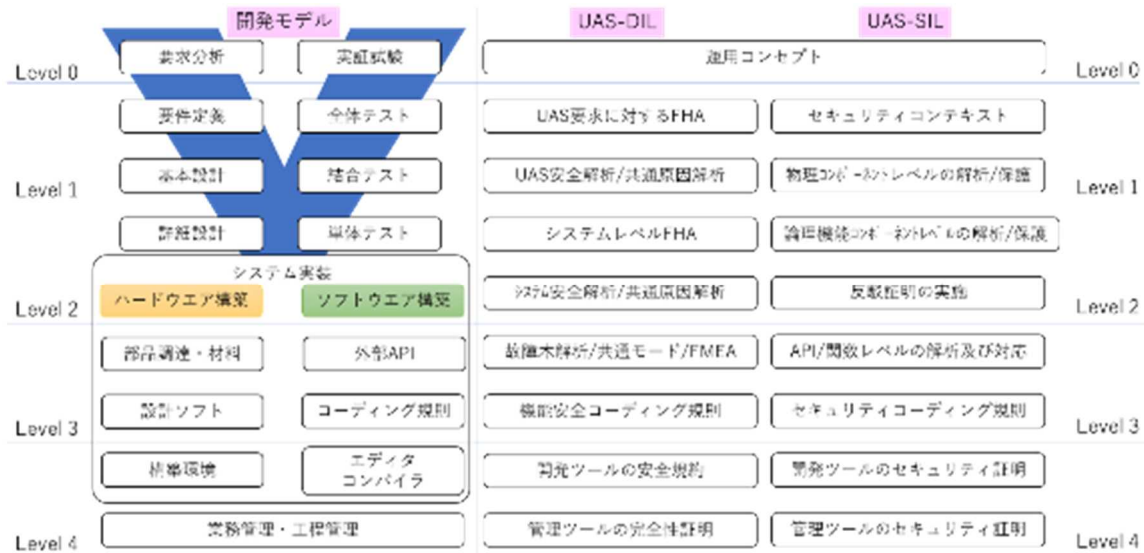 開発モデル UAS-DIL UAS-SIL
要求分析 実証試験 運用コンセプト
Level 0 Level 0
要件定義 全体テスト UAS要求に対するFHA セキュリティコンテキスト
基本設計 結合テスト UAS安全解析/共通原因解析 物理ｺﾝﾎﾟｰﾈﾝﾄレベルの解析/保護
Level 1 Level 1
詳細設計 単体テスト システムレベルFHA 論理機能ｺﾝﾎﾟｰﾈﾝﾄﾚﾍﾞﾙの解析/保護
システム実装
ハードウエア構築 ソフトウエア構築 ｼｽﾃﾑ安全解析/共通原因解析 反駁証明の実施
Level 2 Level 2
部品調達・材料 外部API 故障木解析/共通モード/FMEA API/関数レベルの解析及び対応
設計ソフト コーディング規則 機能安全コーディング規則 セキュリティコーディング規則
Level 3 Level 3
構築環境 エディタ 開発ツールの安全規約 開発ツールのセキュリティ証明
コンパイラ
業務管理・工程管理 管理ツールの完全性証明 管理ツールのセキュリティ証明
Level 4 Level 4